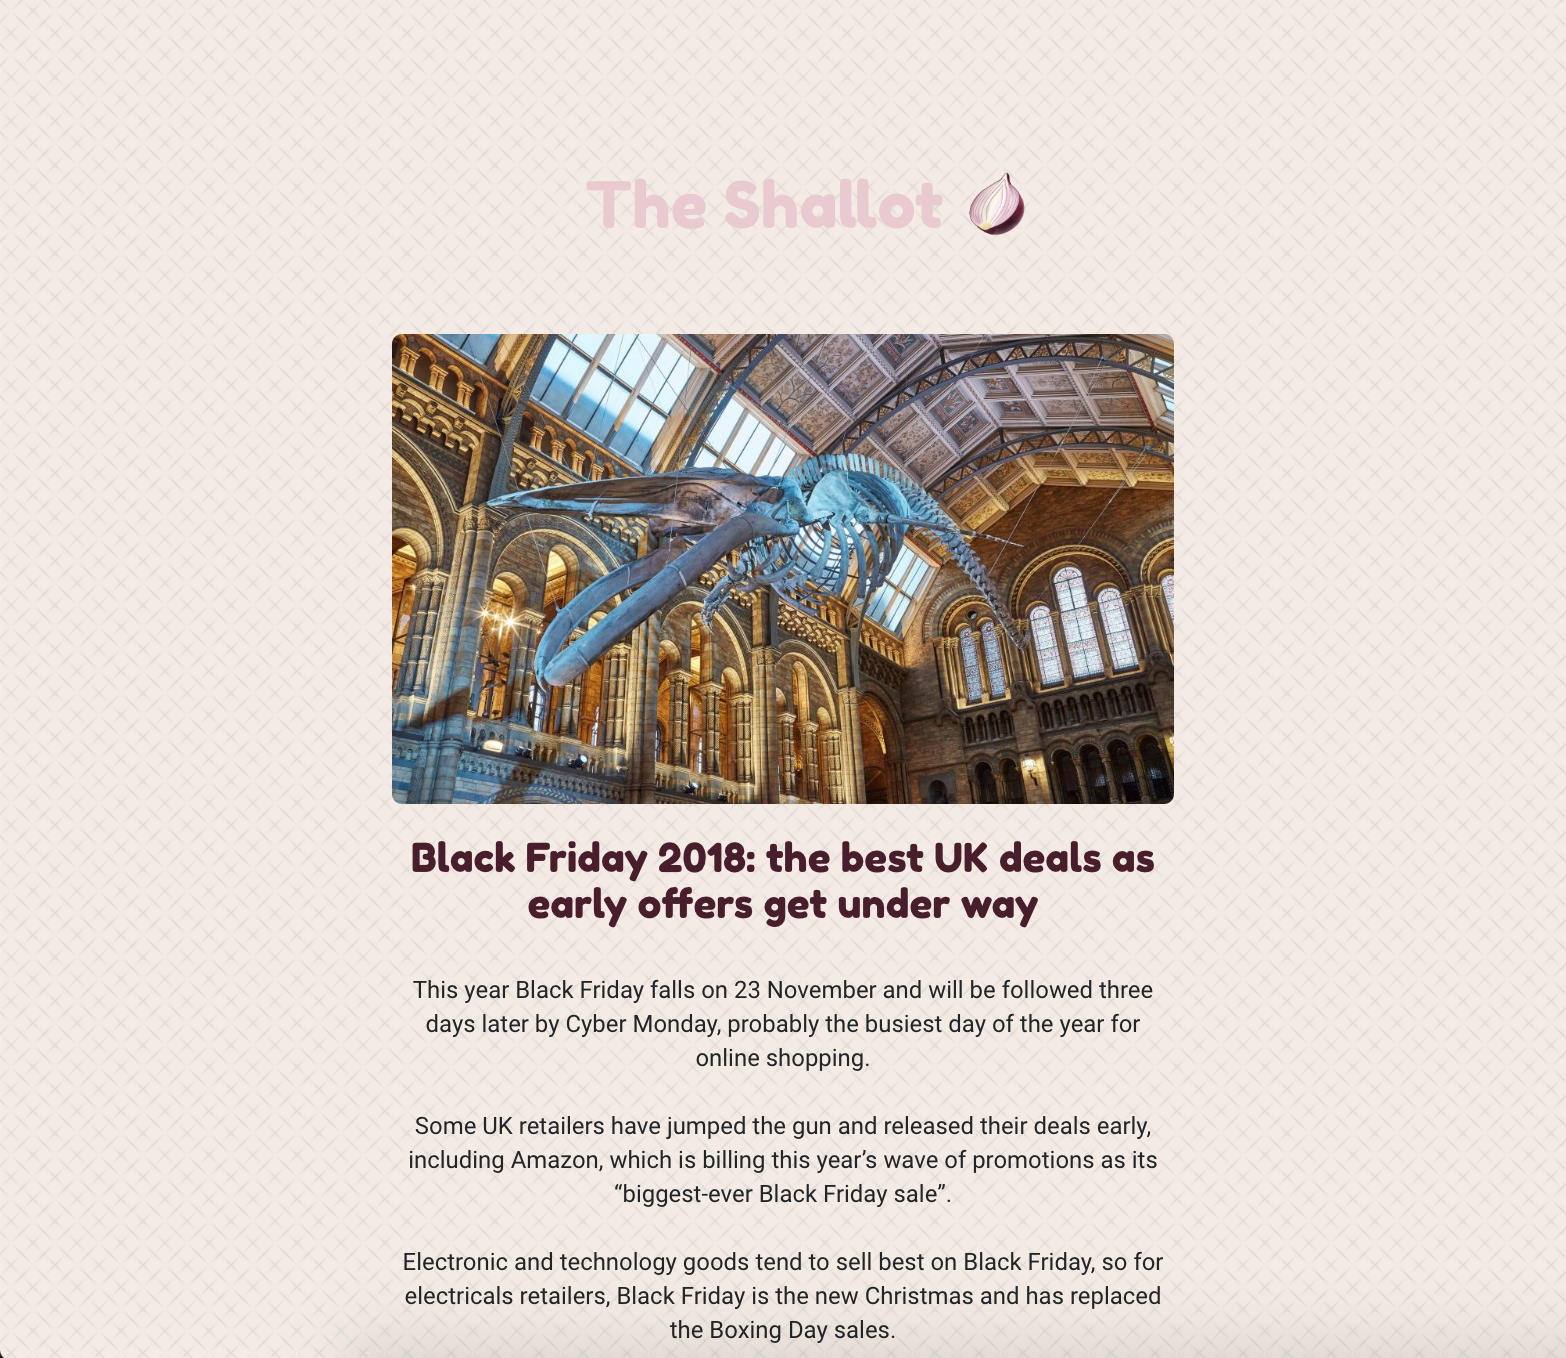 The Shallot
Black Friday 2018: the best UK deals as
early offers get under way
This year Black Friday falls on 23 November and will be followed three
days later by Cyber Monday, probably the busiest day of the year for
online shopping.
Some UK retailers have jumped the gun and released their deals early,
including Amazon, which is billing this year’s wave of promotions as its
“biggest-ever Black Friday sale”.
Electronic and technology goods tend to sell best on Black Friday, so for
electricals retailers, Black Friday is the new Christmas and has replaced
the Boxing Day sales.